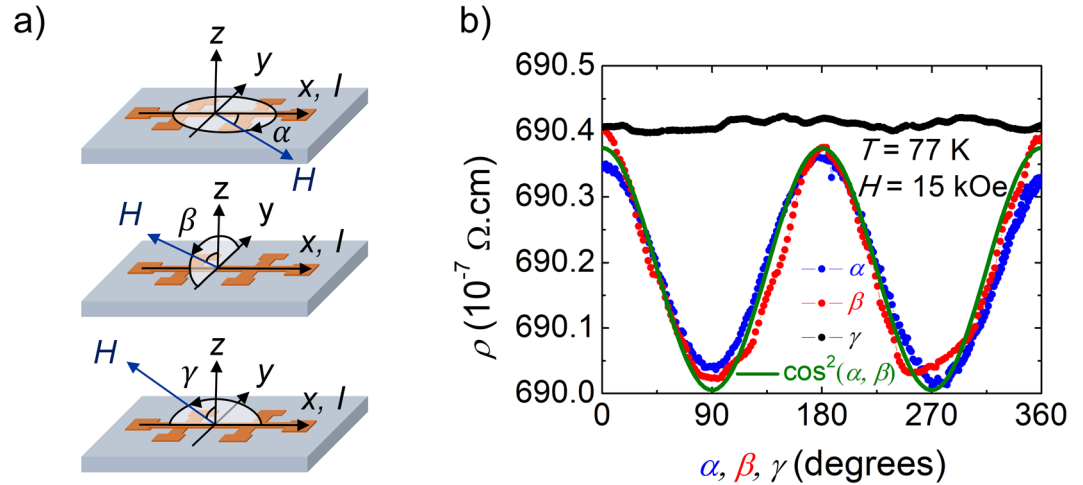 a)
z
y
x, I
α
H
z
y
H
β
x, I
z
y
H
γ
x, I
b)
690.5
690.4
690.3
690.2
690.1
690.0
ρ (10⁻⁷ Ω.cm)
T = 77 K
H = 15 kOe
α
β
γ
cos²(α, β)
0 90 180 270 360
α, β, γ (degrees)